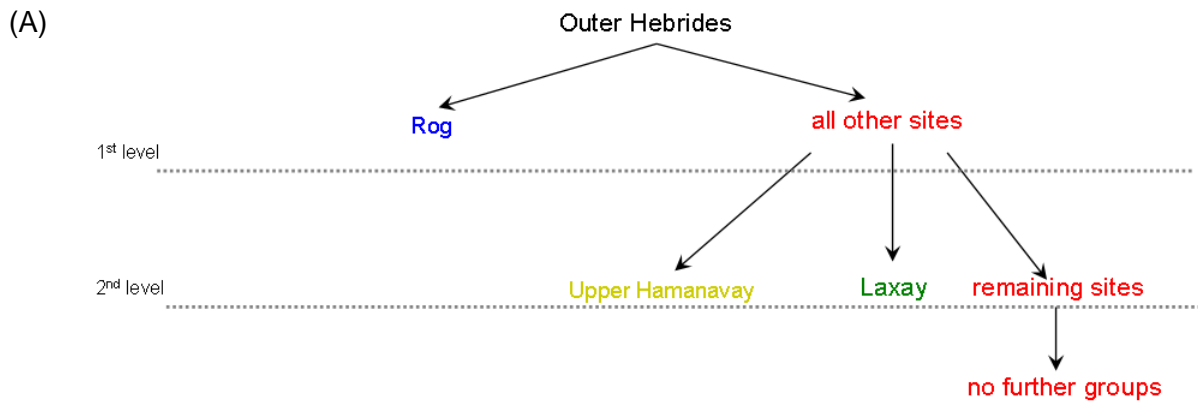 (A)
Outer Hebrides
Rog
all other sites
1st level
2nd level
Upper Hamanavay
Laxay
remaining sites
no further groups